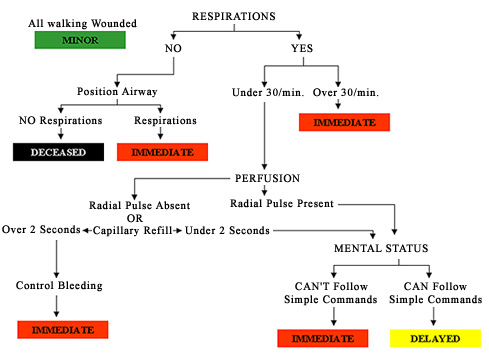 RESPIRATIONS
All walking Wounded
MINOR
NO
YES
Position Airway
Under 30/min.
Over 30/min.
NO Respirations
Respirations
IMMEDIATE
DECEASED
IMMEDIATE
PERFUSION
Radial Pulse Absent
OR
Radial Pulse Present
Over 2 Seconds
Capillary Refill
Under 2 Seconds
MENTAL STATUS
Control Bleeding
CAN'T Follow
Simple Commands
CAN Follow
Simple Commands
IMMEDIATE
IMMEDIATE
DELAYED